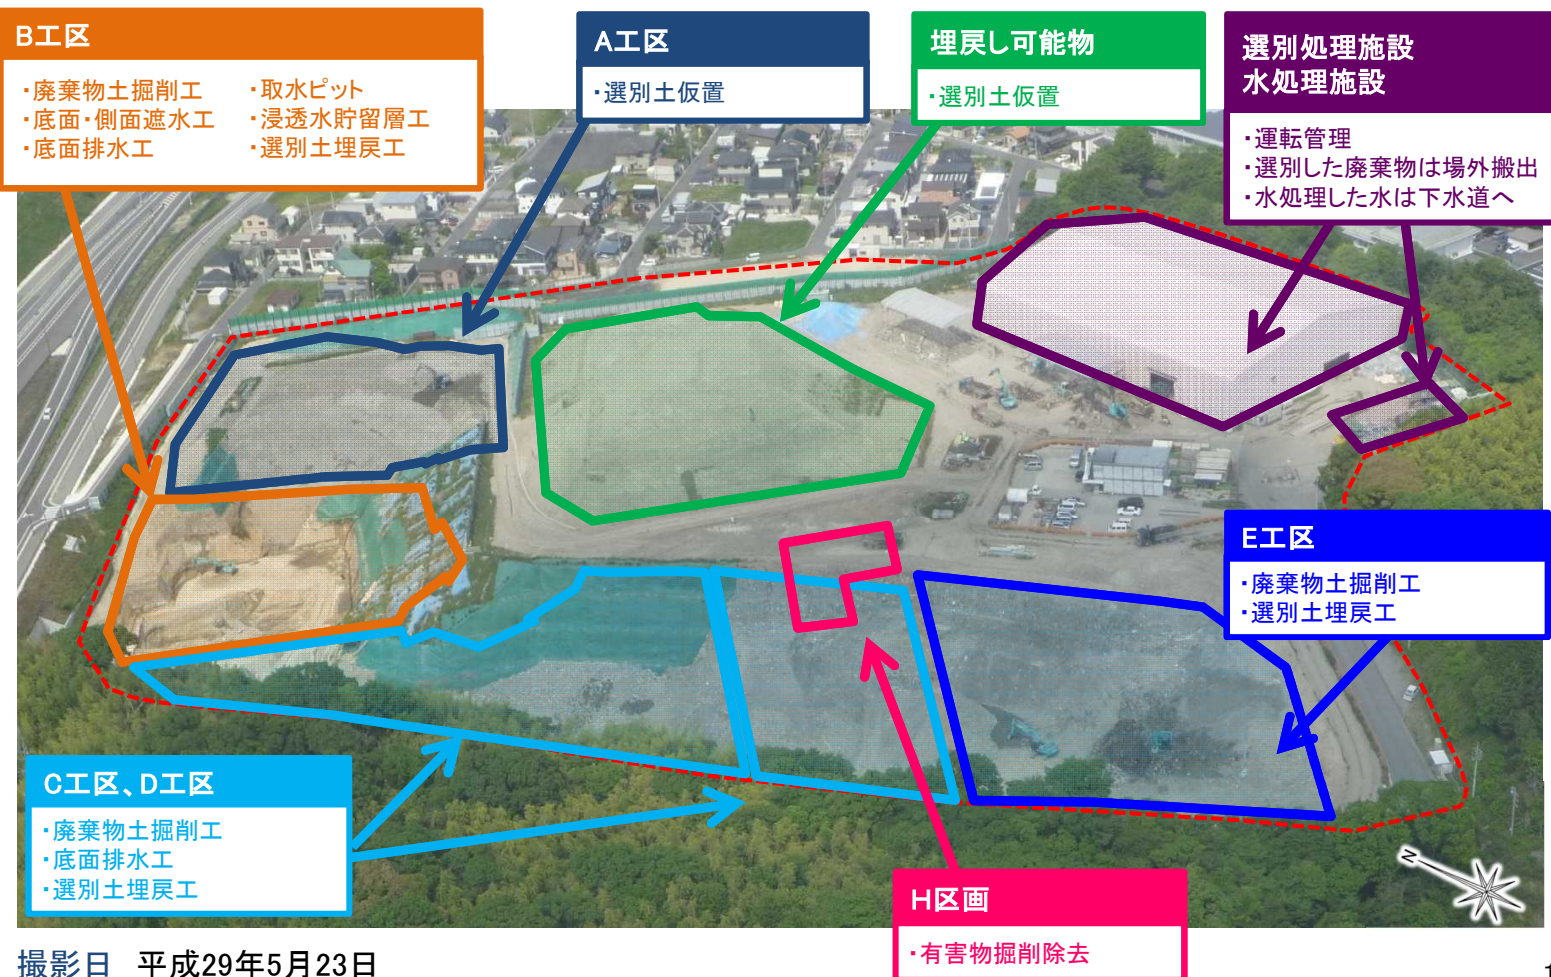 B工区
・廃棄物土掘削工
・底面・側面遮水工
・底面排水工
・取水ピット
・浸透水貯留層工
・選別土埋戻工
A工区
・選別土仮置
埋戻し可能物
・選別土仮置
選別処理施設
水処理施設
・運転管理
・選別した廃棄物は場外搬出
・水処理した水は下水道へ
E工区
・廃棄物土掘削工
・選別土埋戻工
C工区、D工区
・廃棄物土掘削工
・底面排水工
・選別土埋戻工
H区画
・有害物掘削除去
N
撮影日 平成29年5月23日